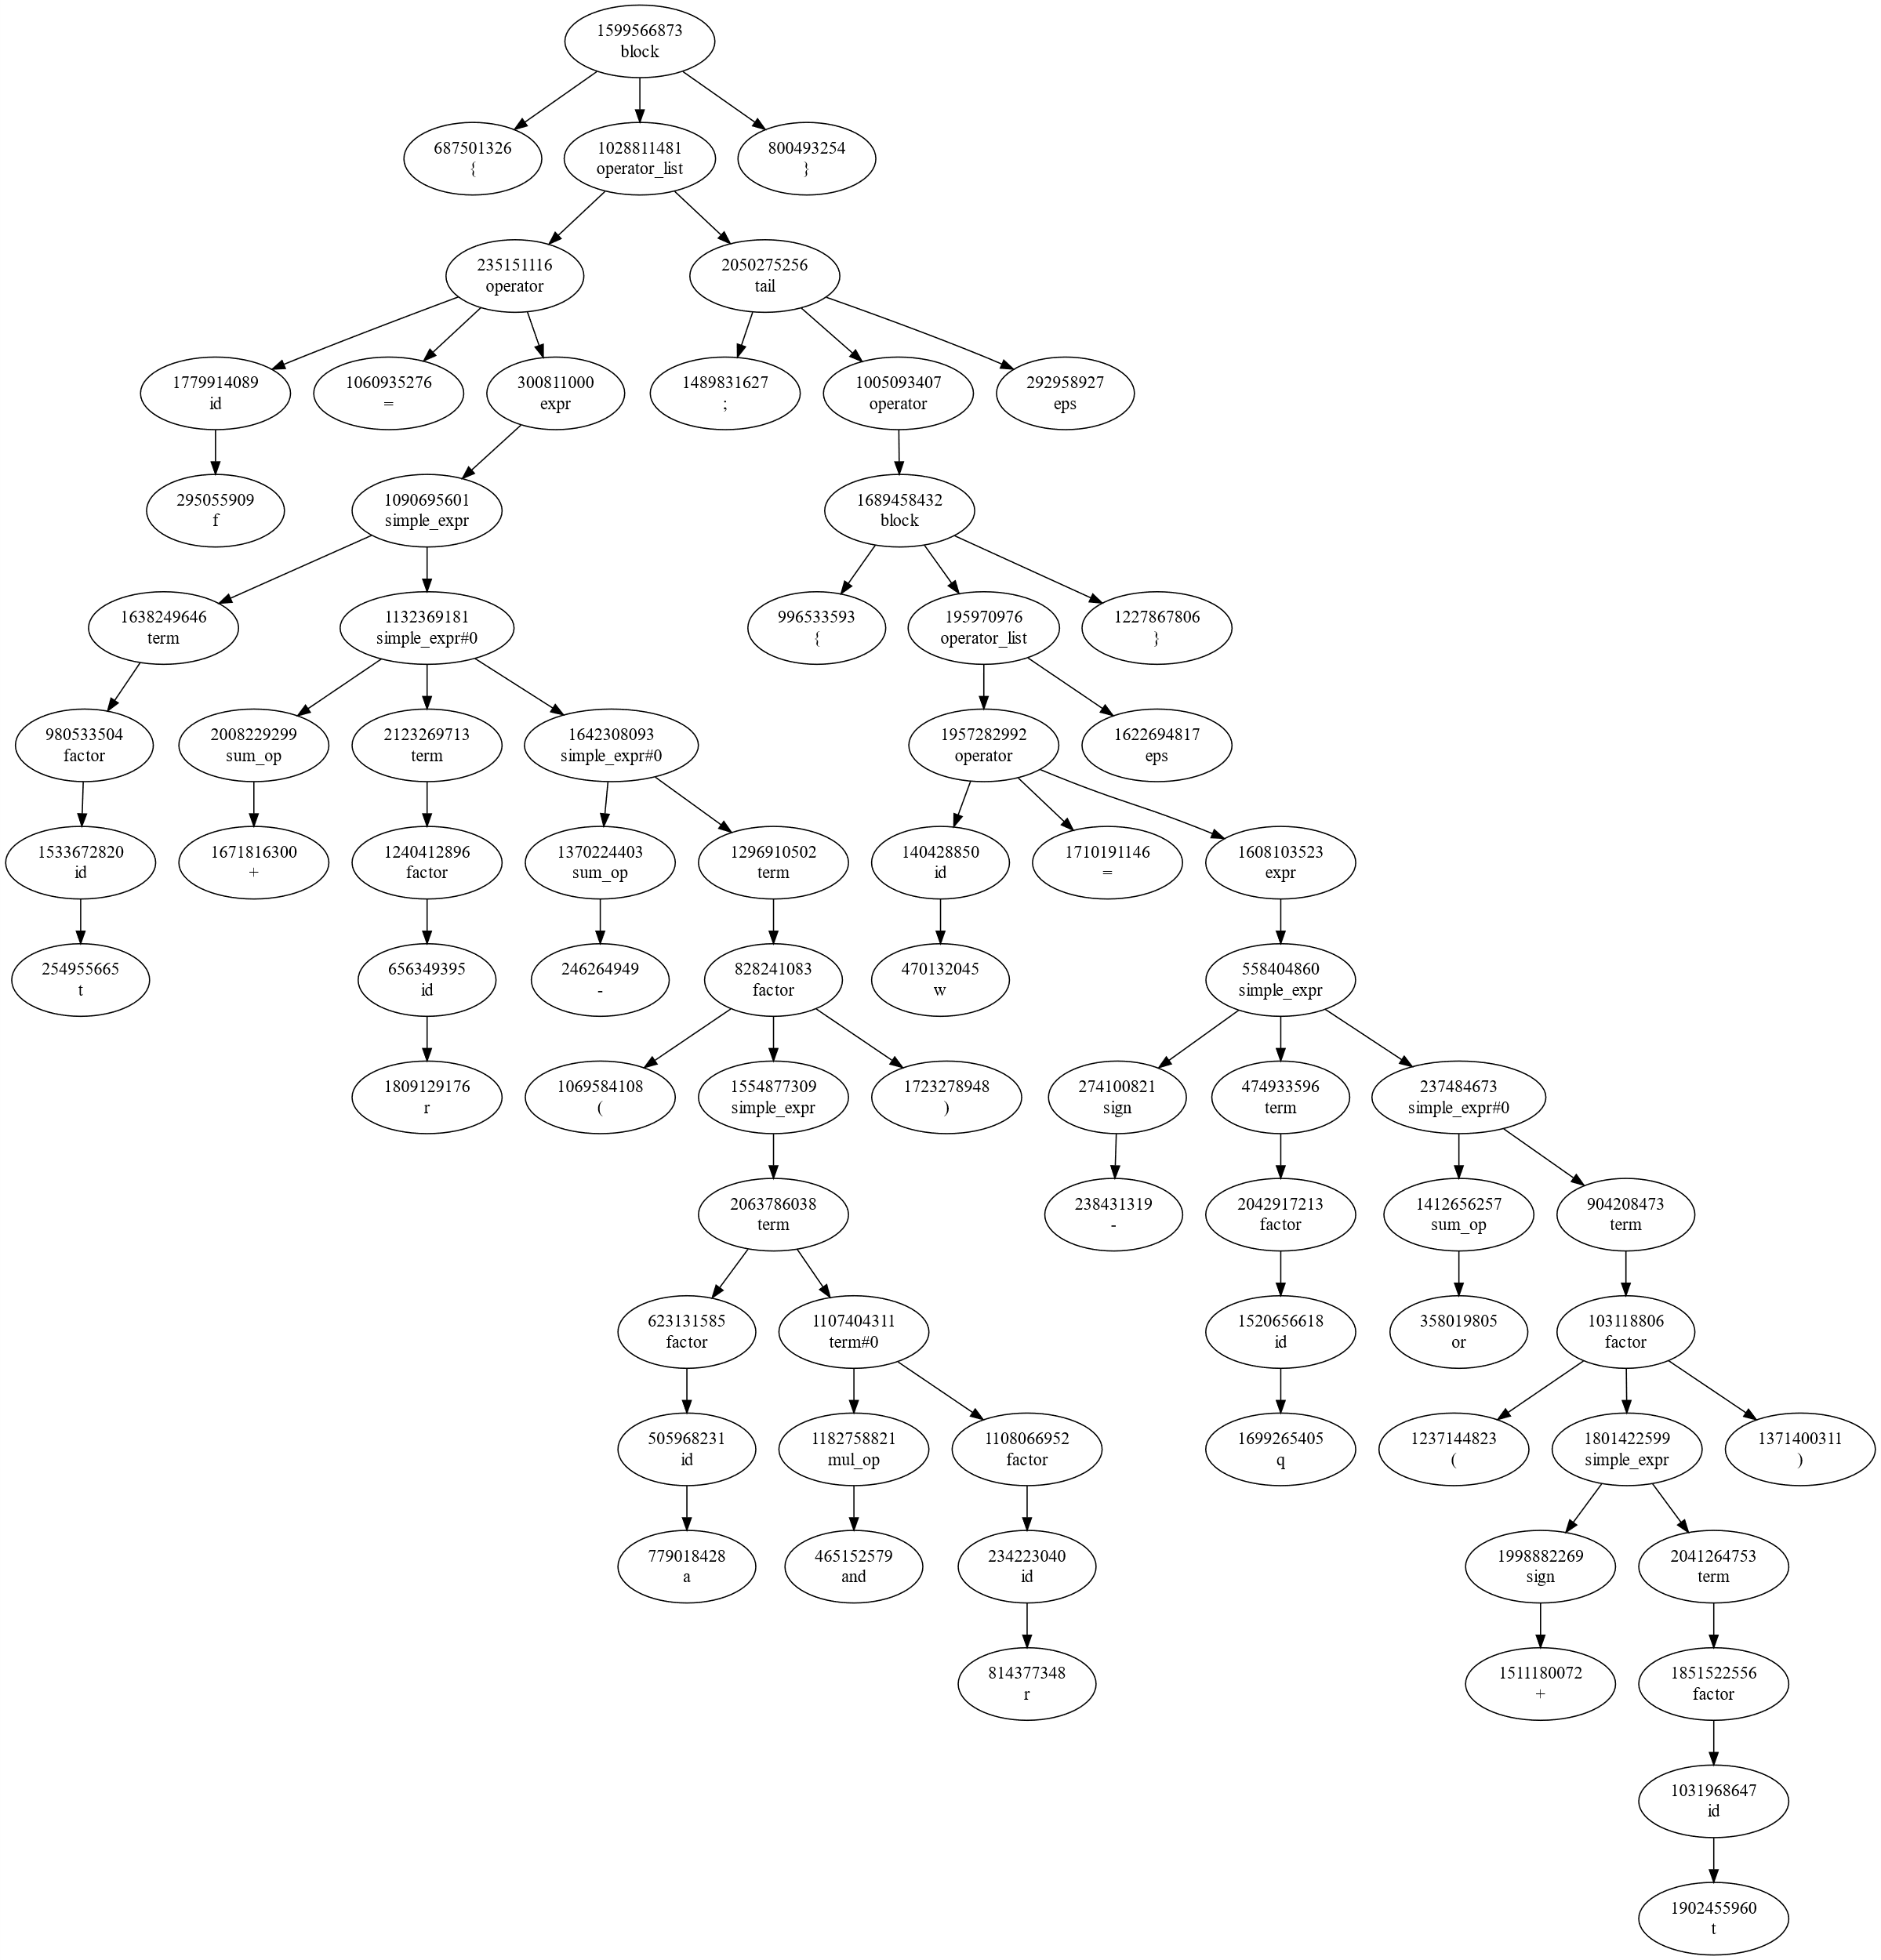 1599566873
block
687501326
{
1028811481
operator_list
800493254
}
235151116
operator
2050275256
tail
1779914089
id
1060935276
=
300811000
expr
1489831627
;
1005093407
operator
292958927
eps
295055909
f
1090695601
simple_expr
1689458432
block
1638249646
term
1132369181
simple_expr#0
996533593
{
195970976
operator_list
1227867806
}
980533504
factor
2008229299
sum_op
2123269713
term
1642308093
simple_expr#0
1957282992
operator
1622694817
eps
1533672820
id
1671816300
+
1240412896
factor
1370224403
sum_op
1296910502
term
140428850
id
1710191146
=
1608103523
expr
254955665
t
656349395
id
246264949
-
828241083
factor
470132045
w
558404860
simple_expr
1809129176
r
1069584108
(
1554877309
simple_expr
1723278948
)
274100821
sign
474933596
term
237484673
simple_expr#0
2063786038
term
238431319
-
2042917213
factor
1412656257
sum_op
904208473
term
623131585
factor
1107404311
term#0
1520656618
id
358019805
or
103118806
factor
505968231
id
1182758821
mul_op
1108066952
factor
1699265405
q
1237144823
(
1801422599
simple_expr
1371400311
)
779018428
a
465152579
and
234223040
id
1998882269
sign
2041264753
term
814377348
r
1511180072
+
1851522556
factor
1031968647
id
1902455960
t